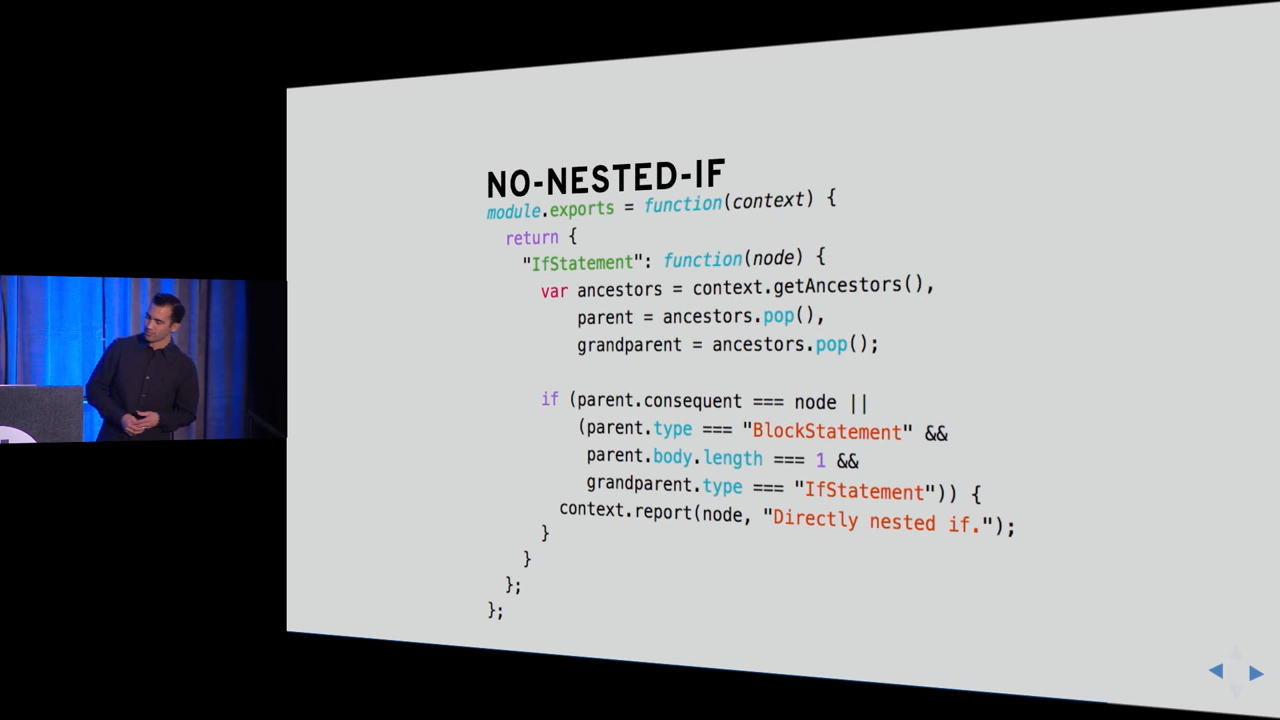 NO-NESTED-IF
module.exports = function(context) {
return {
"IfStatement": function(node) {
var ancestors = context.getAncestors(),
parent = ancestors.pop(),
grandparent = ancestors.pop();
if (parent.consequent === node ||
(parent.type === "BlockStatement" &&
parent.body.length === 1 &&
grandparent.type === "IfStatement")) {
context.report(node, "Directly nested if.");
}
}
};
};